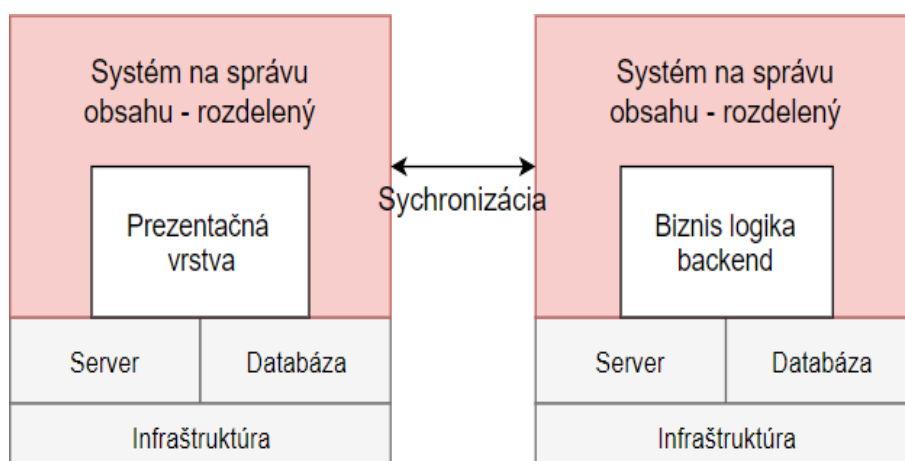 Systém na správu
obsahu - rozdelený
Prezentačná
vrstva
Server
Databáza
Infraštruktúra
Sychronizácia
Systém na správu
obsahu - rozdelený
Biznis logika
backend
Server
Databáza
Infraštruktúra